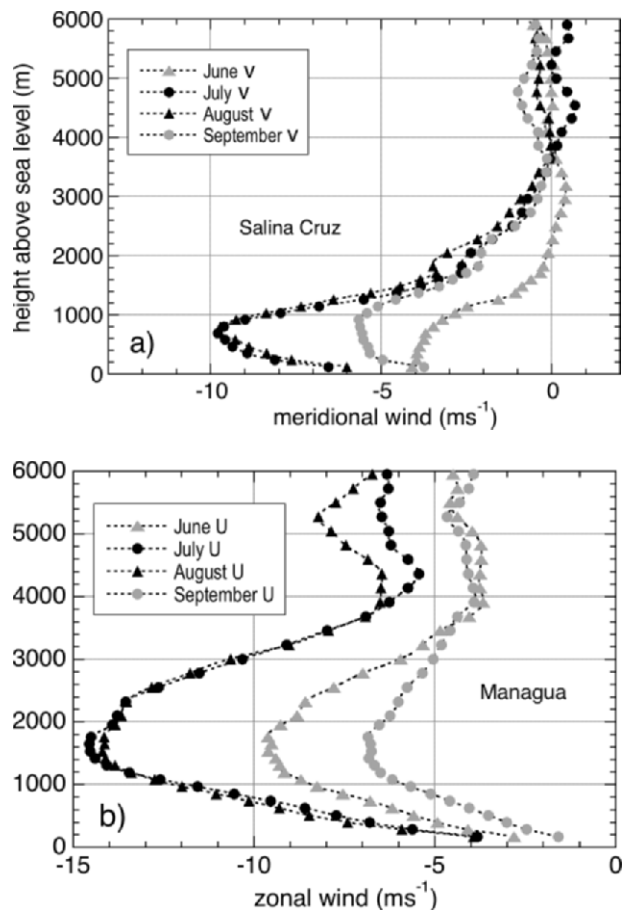 6000
5000
4000
3000
2000
1000
0
height above sea level (m)
June v
July v
August v
September v
Salina Cruz
a)
-10
-5
0
meridional wind (ms-1)
6000
5000
4000
3000
2000
1000
0
June U
July U
August U
September U
Managua
b)
-15
-10
-5
0
zonal wind (ms-1)